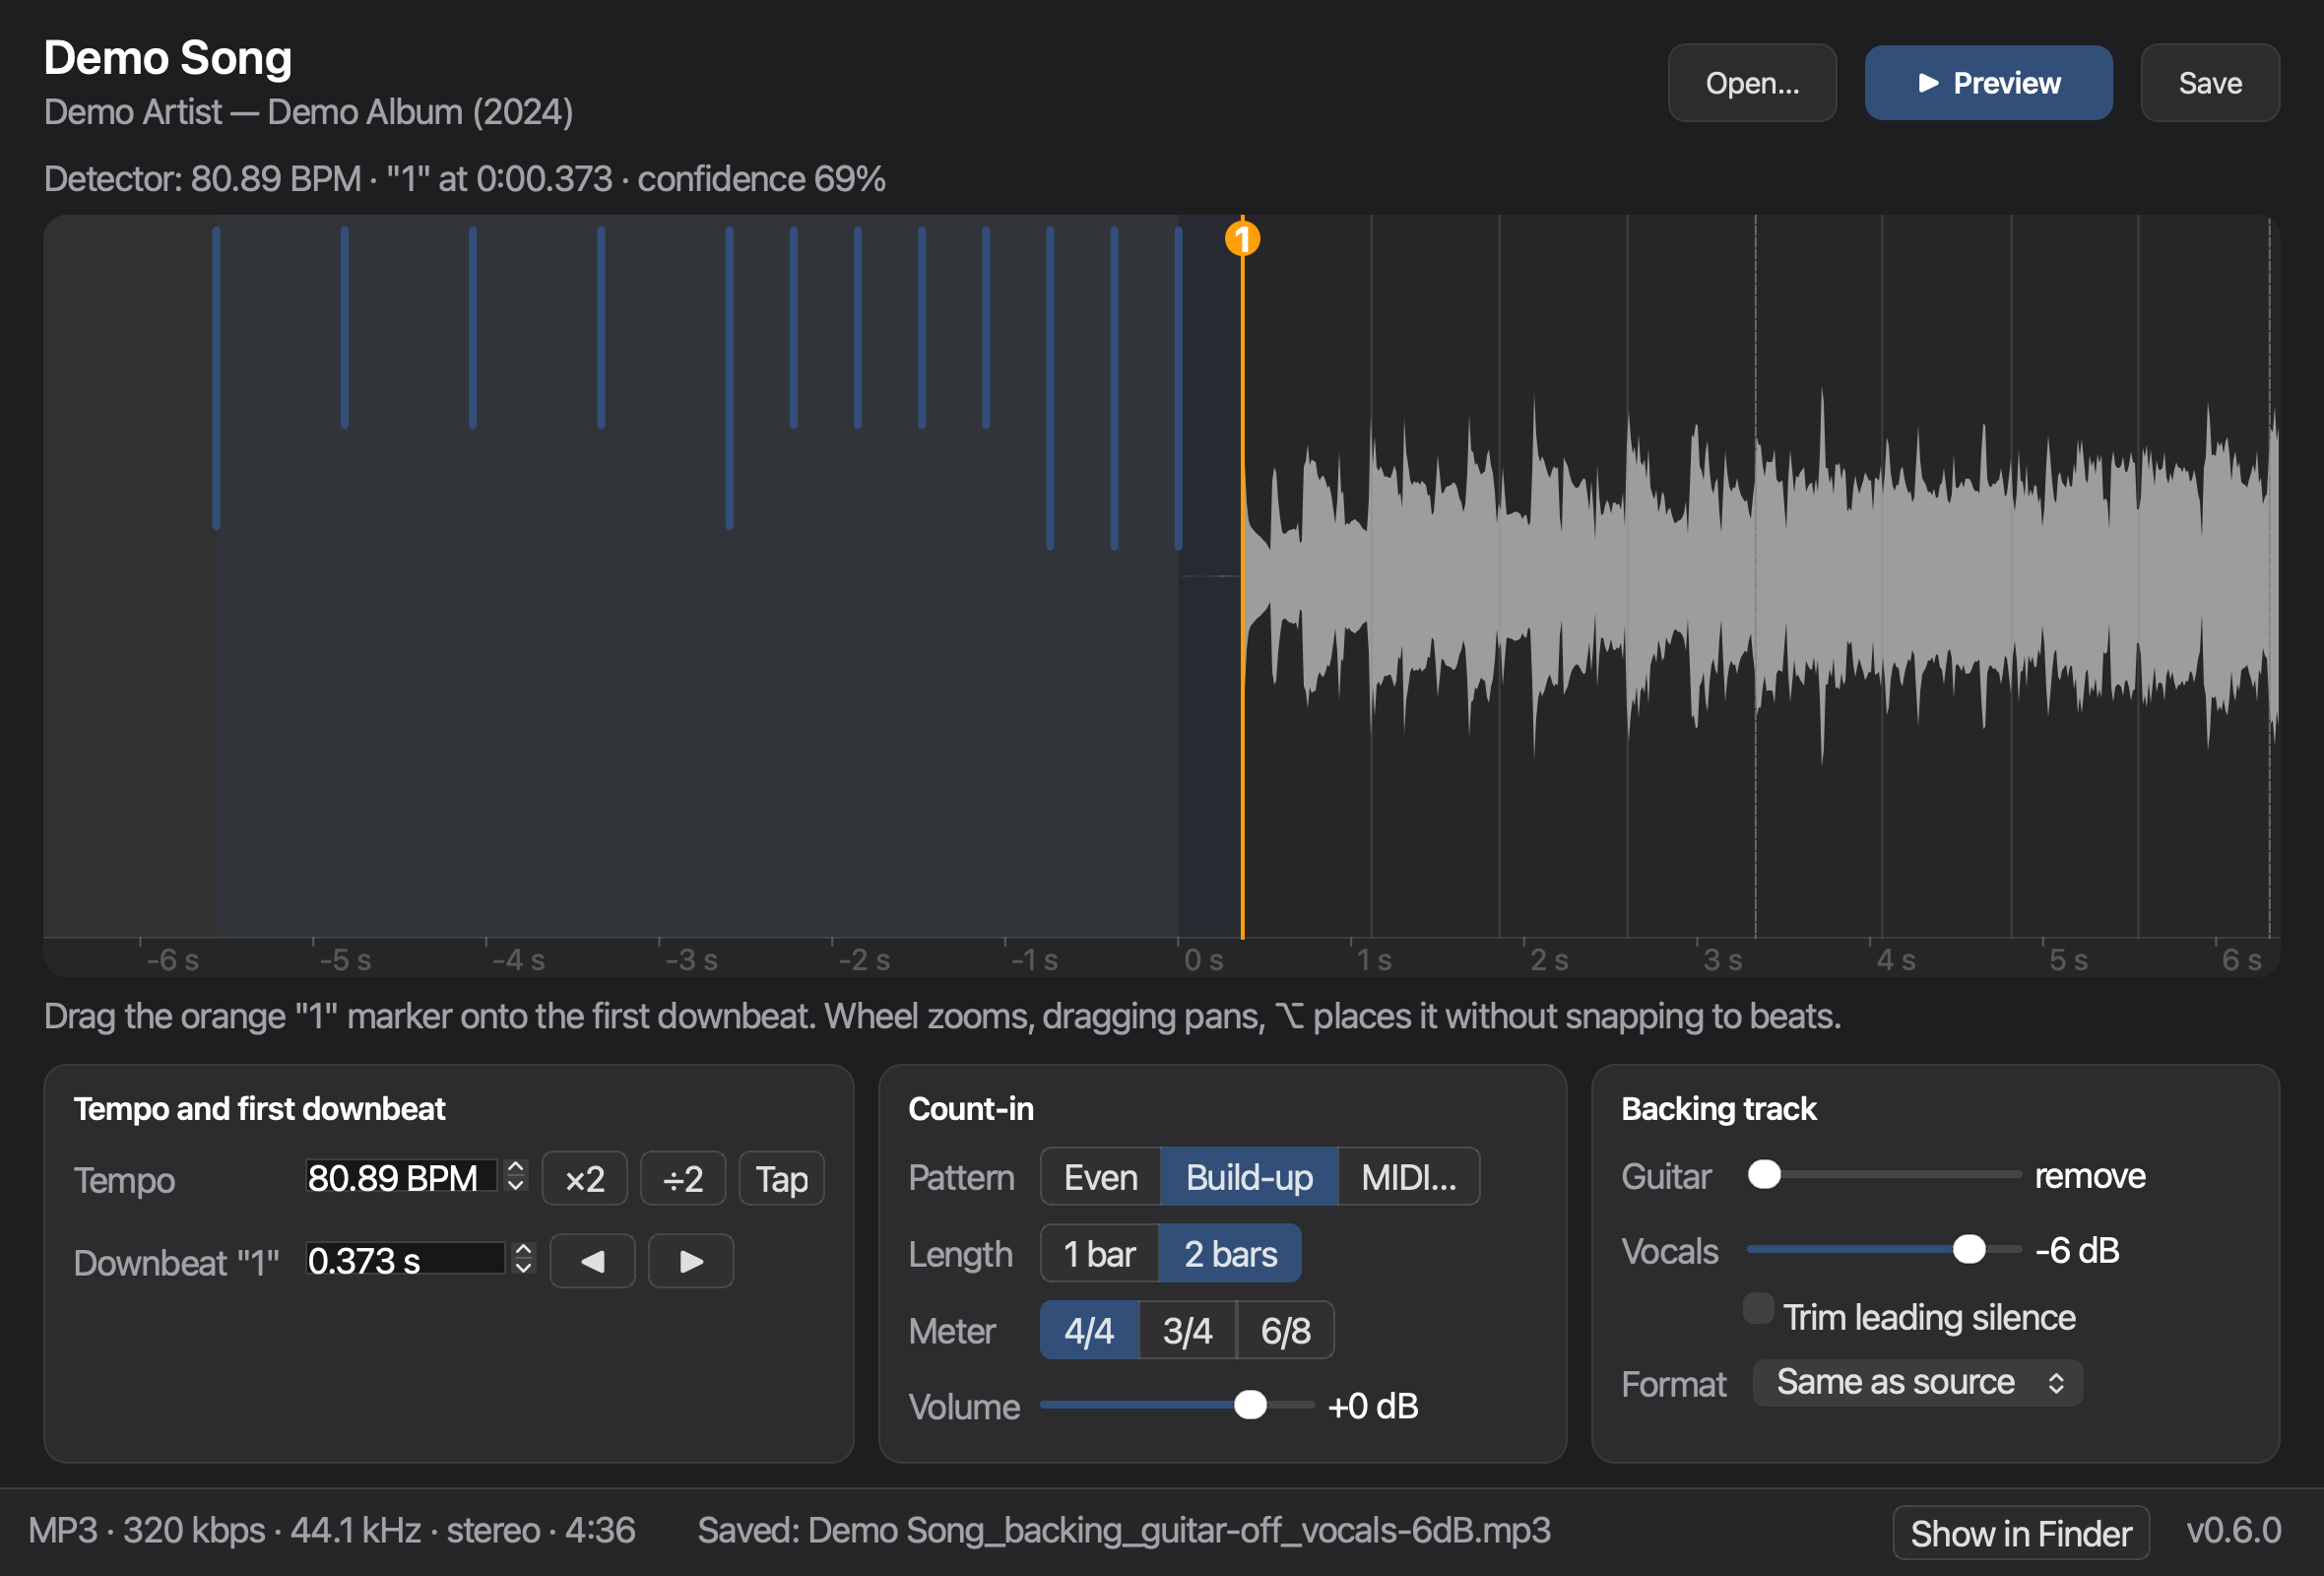 Demo Song
Demo Artist — Demo Album (2024)
Open...
▶ Preview
Save
Detector: 80.89 BPM · "1" at 0:00.373 · confidence 69%
1
-6 s
-5 s
-4 s
-3 s
-2 s
-1 s
0 s
1 s
2 s
3 s
4 s
5 s
6 s
Drag the orange "1" marker onto the first downbeat. Wheel zooms, dragging pans, ⌥ places it without snapping to beats.
Tempo and first downbeat
Tempo
80.89 BPM
×2
÷2
Tap
Downbeat "1"
0.373 s
◀
▶
Count-in
Pattern
Even
Build-up
MIDI...
Length
1 bar
2 bars
Meter
4/4
3/4
6/8
Volume
+0 dB
Backing track
Guitar
remove
Vocals
-6 dB
Trim leading silence
Format
Same as source
MP3 · 320 kbps · 44.1 kHz · stereo · 4:36
Saved: Demo Song_backing_guitar-off_vocals-6dB.mp3
Show in Finder
v0.6.0